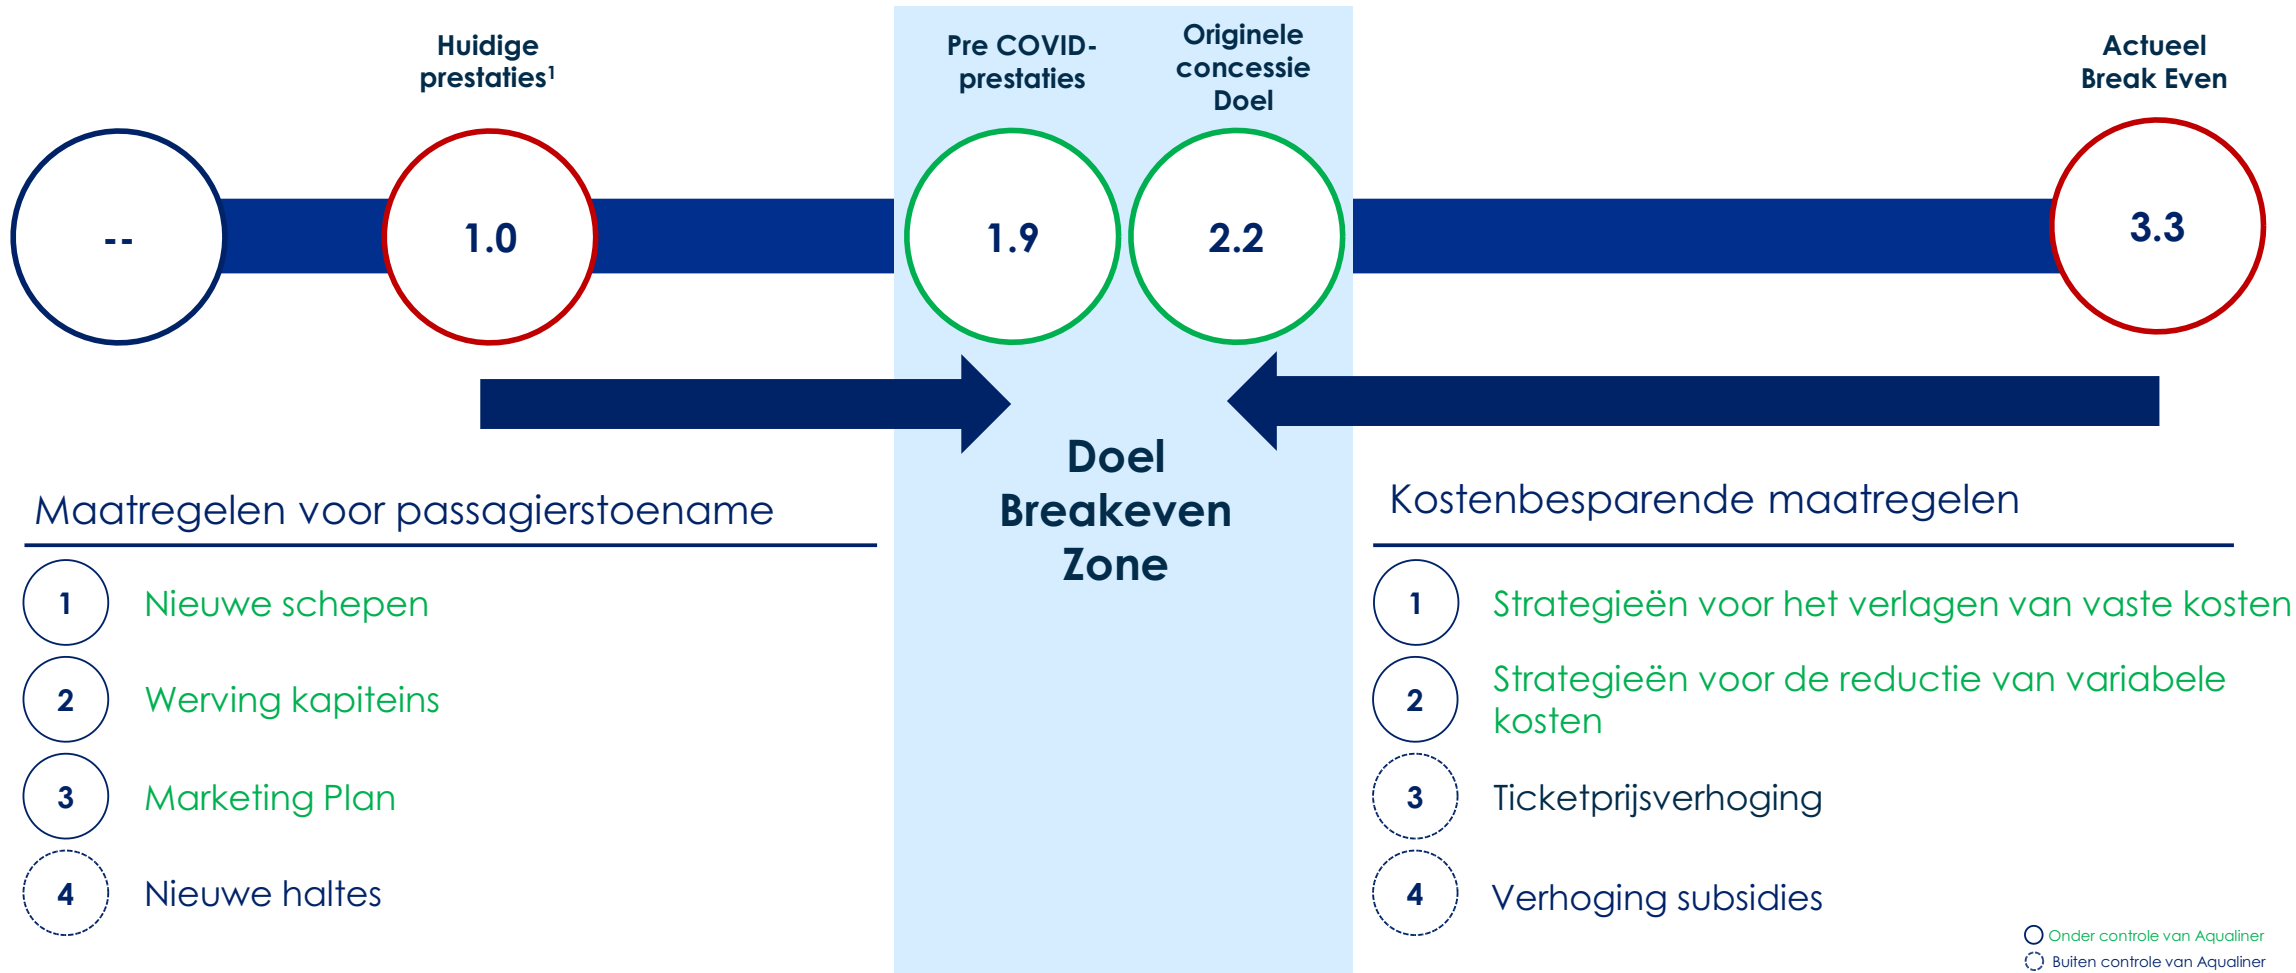 Huidige
prestaties¹
Pre COVID-
prestaties
Originele
concessie
Doel
Actueel
Break Even
--
1.0
1.9
2.2
3.3
Doel
Breakeven
Zone
Maatregelen voor passagierstoename
1 Nieuwe schepen
2 Werving kapiteins
3 Marketing Plan
4 Nieuwe haltes
Kostenbesparende maatregelen
1 Strategieën voor het verlagen van vaste kosten
2 Strategieën voor de reductie van variabele
kosten
3 Ticketprijsverhoging
4 Verhoging subsidies
Onder controle van Aqualiner
Buiten controle van Aqualiner